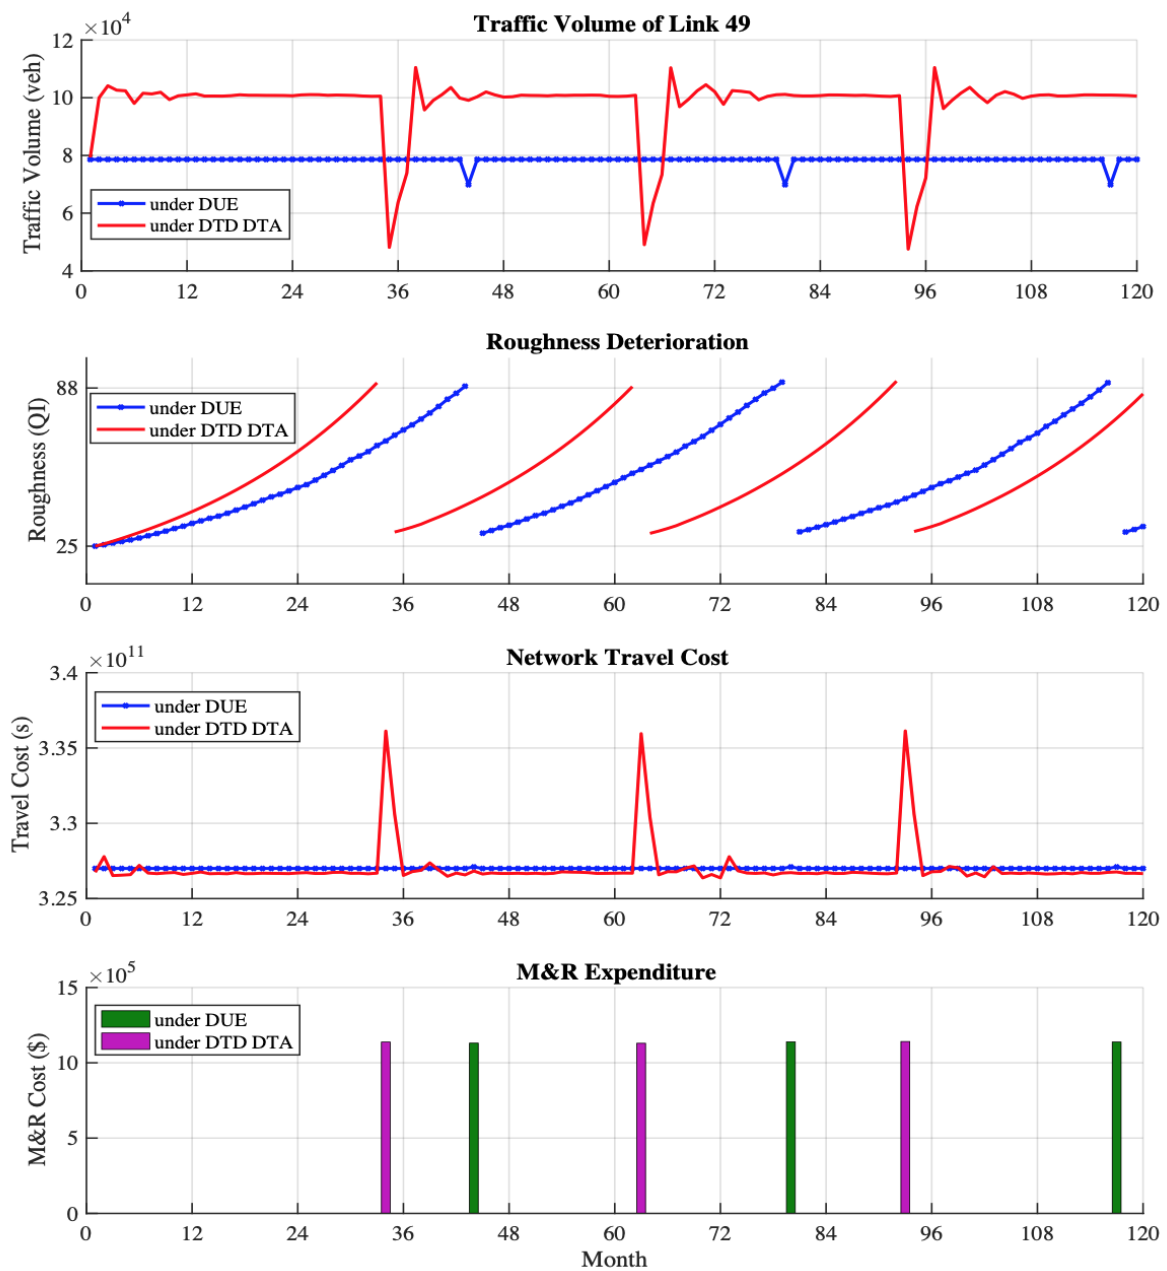 Traffic Volume of Link 49
×10^4
Traffic Volume (veh)
12
10
8
6
4
under DUE
under DTD DTA
0 12 24 36 48 60 72 84 96 108 120
Roughness Deterioration
Roughness (QI)
88
25
under DUE
under DTD DTA
0 12 24 36 48 60 72 84 96 108 120
Network Travel Cost
×10^11
Travel Cost (s)
3.4
3.35
3.3
3.25
under DUE
under DTD DTA
0 12 24 36 48 60 72 84 96 108 120
M&R Expenditure
×10^5
M&R Cost ($)
15
10
5
0
under DUE
under DTD DTA
0 12 24 36 48 60 72 84 96 108 120
Month